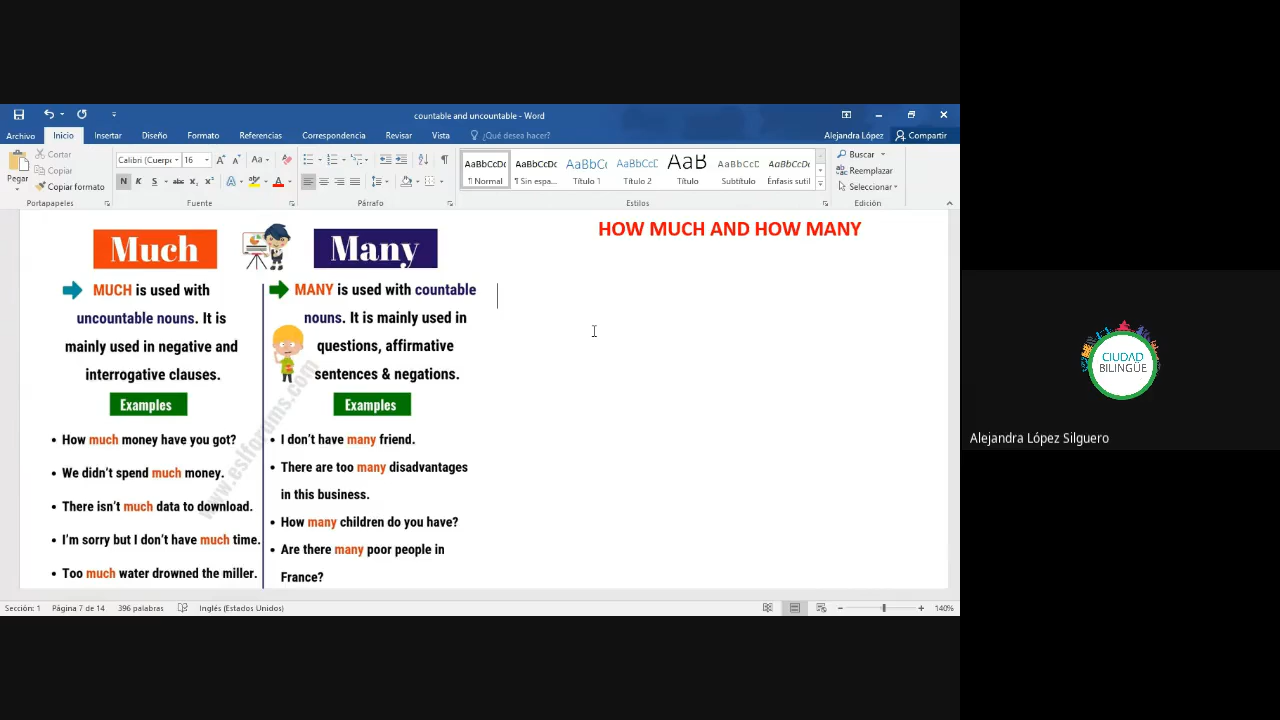 countable and uncountable - Word
Archivo Inicio Insertar Diseño Formato Referencias Correspondencia Revisar Vista ¿Qué desea hacer? Alejandra López Compartir
Pegar
Cortar
Copiar
Copiar formato
Calibri (Cuerpo 16
AaBbCcDc AaBbCcDc AaBbCc AaBbCcD AaB AaBbCcD AaBbCcDc
¶ Normal ¶ Sin espa... Título 1 Título 2 Título Subtítulo Énfasis sutil
Buscar
Reemplazar
Seleccionar
Portapapeles Fuente Párrafo Estilos Edición
HOW MUCH AND HOW MANY
Much
MUCH is used with
uncountable nouns. It is
mainly used in negative and
interrogative clauses.
Examples
• How much money have you got?
• We didn't spend much money.
• There isn't much data to download.
• I'm sorry but I don't have much time.
• Too much water drowned the miller.
Many
MANY is used with countable
nouns. It is mainly used in
questions, affirmative
sentences & negations.
Examples
• I don't have many friend.
• There are too many disadvantages
in this business.
• How many children do you have?
• Are there many poor people in
France?
www.eslforums.com
Sección: 1 Página 7 de 14 396 palabras Inglés (Estados Unidos) 140%
CIUDAD
BILINGÜE
Alejandra López Silguero